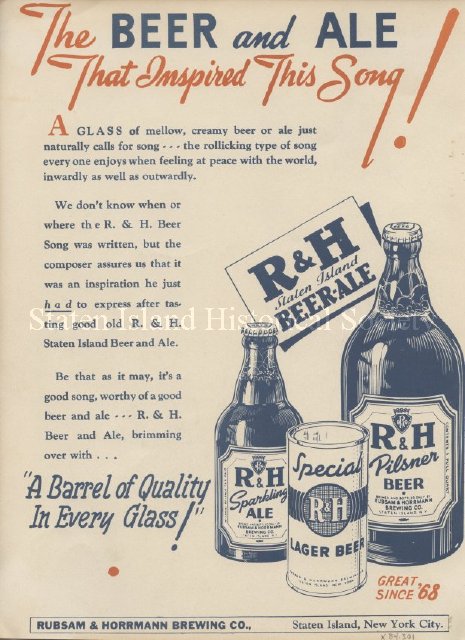 The BEER and ALE
That Inspired This Song!
A GLASS of mellow, creamy beer or ale just
naturally calls for song --- the rollicking type of song
every one enjoys when feeling at peace with the world,
inwardly as well as outwardly.
We don't know when or
where the R. & H. Beer
Song was written, but the
composer assures us that it
was an inspiration he just
had to express after tas-
ting good old R. & H.
Staten Island Beer and Ale.
Be that as it may, it's a
good song, worthy of a good
beer and ale --- R. & H.
Beer and Ale, brimming
over with . . .
"A Barrel of Quality
In Every Glass!"
R & H
Staten Island
BEER-ALE
R & H
Sparkling
ALE
RUBSAM & HORRMANN
BREWING CO.
Special
R & H
LAGER BEER
R & H
Pilsner
BEER
RUBSAM & HORRMANN
BREWING CO.
STATEN ISLAND N.Y.
GREAT
SINCE '68
Staten Island Historical Society
RUBSAM & HORRMANN BREWING CO., Staten Island, New York City.